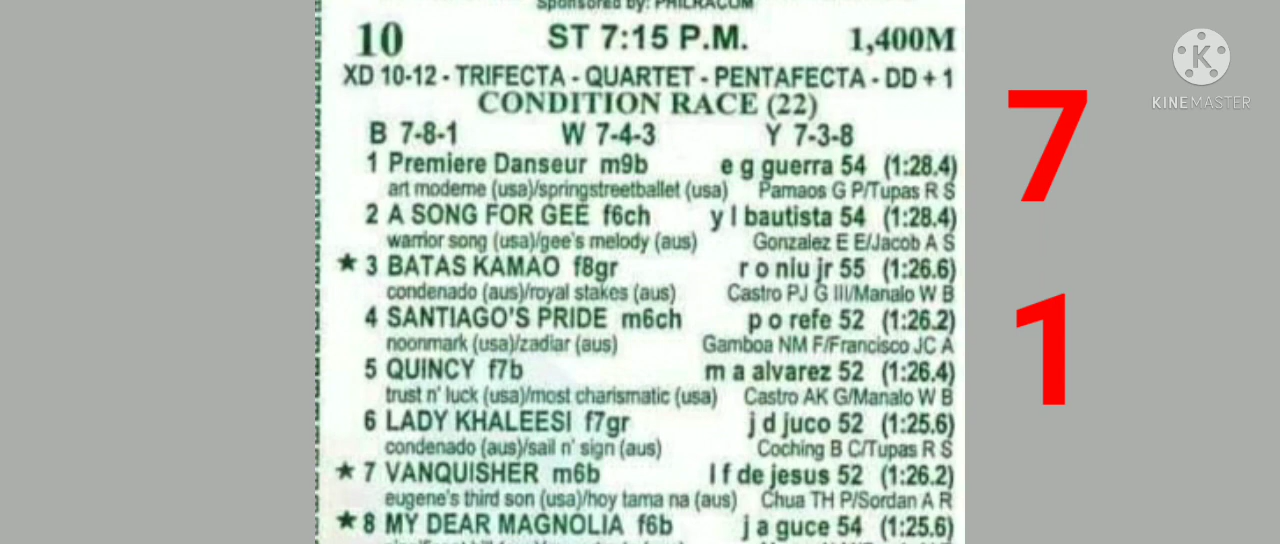 Sponsored by: PHILRACOM
10 ST 7:15 P.M. 1,400M
XD 10-12 - TRIFECTA - QUARTET - PENTAFECTA - DD + 1
CONDITION RACE (22)
B 7-8-1 W 7-4-3 Y 7-3-8
1 Premiere Danseur m9b e g guerra 54 (1:28.4)
art moderne (usa)/springstreetballet (usa) Pamaos G P/Tupas R S
2 A SONG FOR GEE f6ch y l bautista 54 (1:28.4)
warrior song (usa)/gee's melody (aus) Gonzalez E E/Jacob A S
★ 3 BATAS KAMAO f8gr r o niu jr 55 (1:26.6)
condenado (aus)/royal stakes (aus) Castro PJ G III/Manalo W B
4 SANTIAGO'S PRIDE m6ch p o refe 52 (1:26.2)
noonmark (usa)/zadiar (aus) Gamboa NM F/Francisco JC A
5 QUINCY f7b m a alvarez 52 (1:26.4)
trust n' luck (usa)/most charismatic (usa) Castro AK G/Manalo W B
6 LADY KHALEESI f7gr j d juco 52 (1:25.6)
condenado (aus)/sail n' sign (aus) Coching B C/Tupas R S
★ 7 VANQUISHER m6b l f de jesus 52 (1:26.2)
eugene's third son (usa)/hoy tama na (aus) Chua TH P/Sordan A R
★ 8 MY DEAR MAGNOLIA f6b j a guce 54 (1:25.6)
7
1
K
KINEMASTER